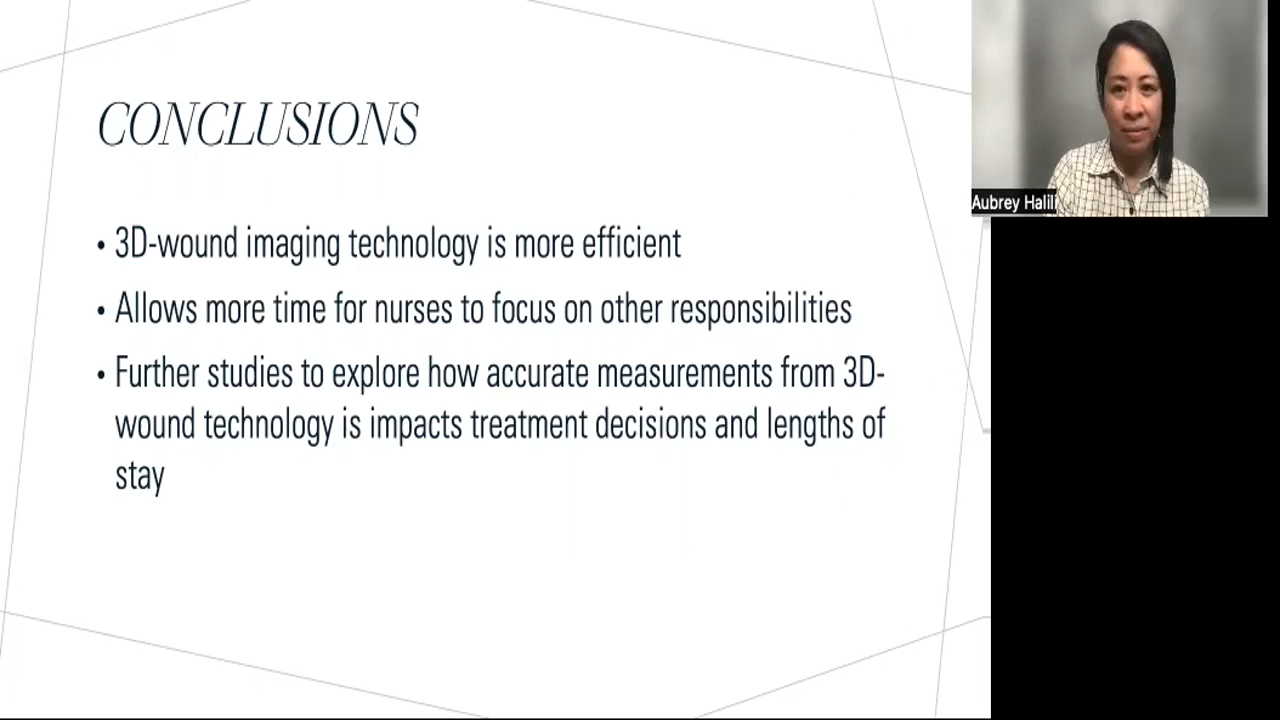 CONCLUSIONS
• 3D-wound imaging technology is more efficient
• Allows more time for nurses to focus on other responsibilities
• Further studies to explore how accurate measurements from 3D-
wound technology is impacts treatment decisions and lengths of
stay
Aubrey Halili